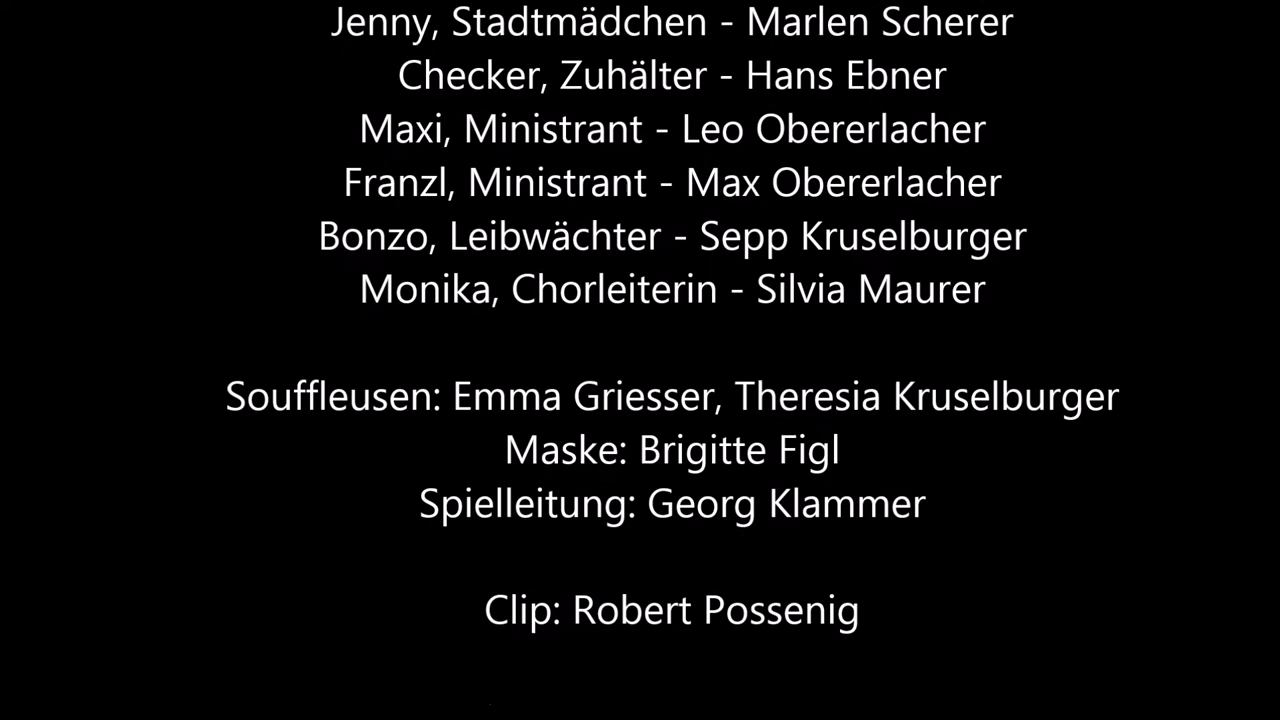 Jenny, Stadtmädchen - Marlen Scherer
Checker, Zuhälter - Hans Ebner
Maxi, Ministrant - Leo Obererlacher
Franzl, Ministrant - Max Obererlacher
Bonzo, Leibwächter - Sepp Kruselburger
Monika, Chorleiterin - Silvia Maurer
Souffleusen: Emma Griesser, Theresia Kruselburger
Maske: Brigitte Figl
Spielleitung: Georg Klammer
Clip: Robert Possenig